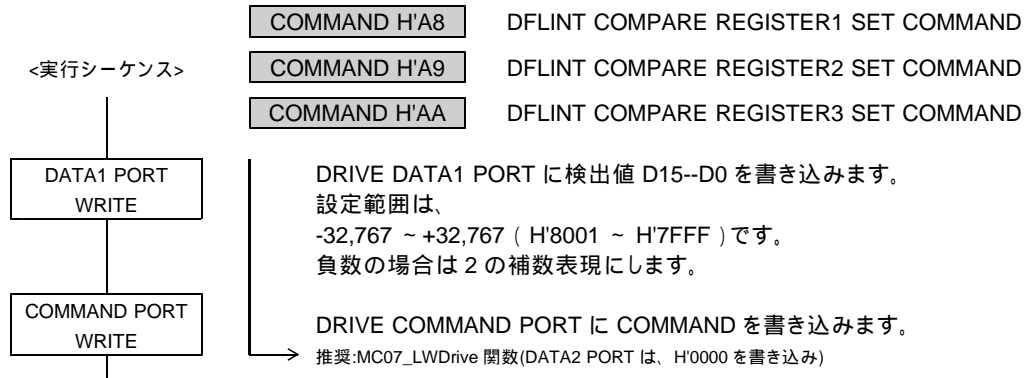 COMMAND H'A8 DFLINT COMPARE REGISTER1 SET COMMAND
<実行シーケンス> COMMAND H'A9 DFLINT COMPARE REGISTER2 SET COMMAND
COMMAND H'AA DFLINT COMPARE REGISTER3 SET COMMAND
DATA1 PORT
WRITE
DRIVE DATA1 PORT に検出値 D15--D0 を書き込みます。
設定範囲は、
-32,767 ~ +32,767 ( H'8001 ~ H'7FFF ) です。
負数の場合は 2 の補数表現にします。
COMMAND PORT
WRITE
DRIVE COMMAND PORT に COMMAND を書き込みます。
推奨:MC07_LWDrive 関数(DATA2 PORT は、H'0000 を書き込み)